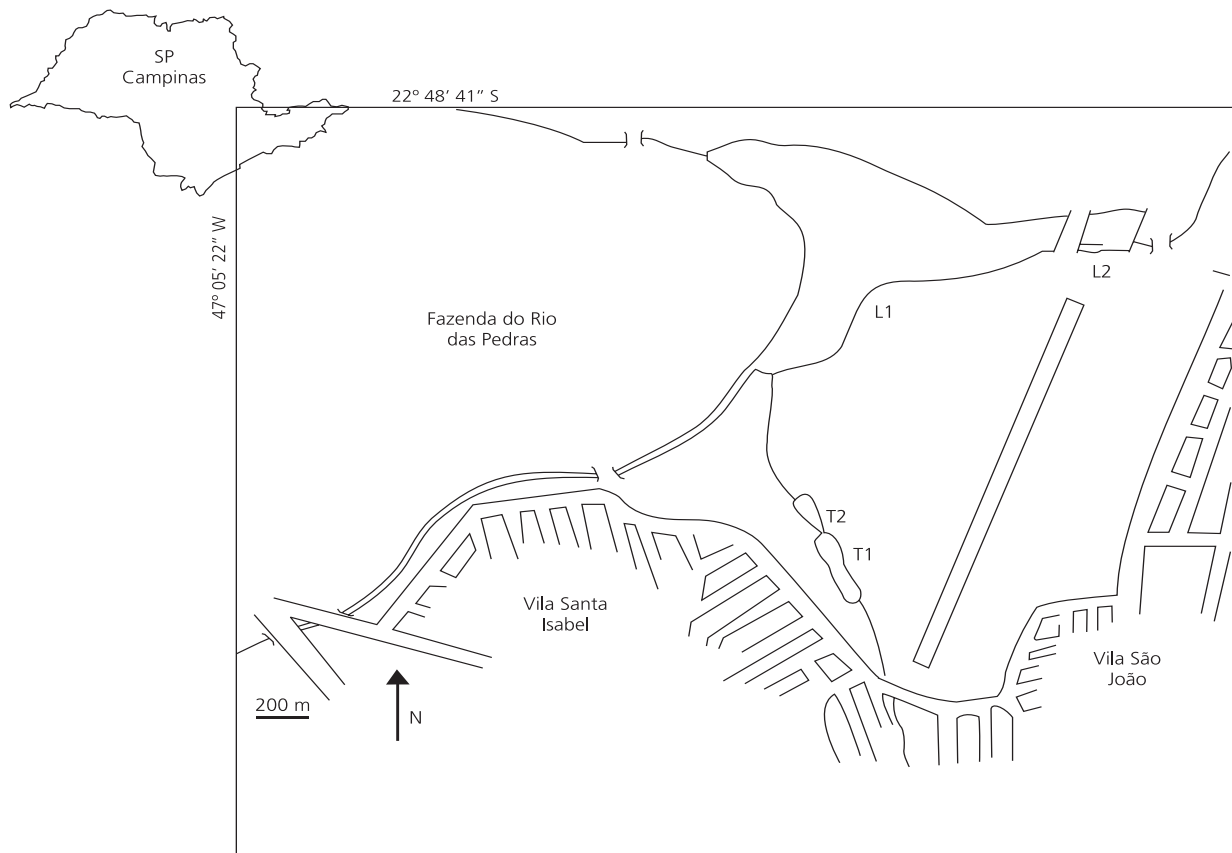 SP
Campinas
22° 48’ 41” S
47° 05’ 22” W
L2
L1
Fazenda do Rio
das Pedras
T2
T1
Vila Santa
Isabel
Vila São
João
200 m
N